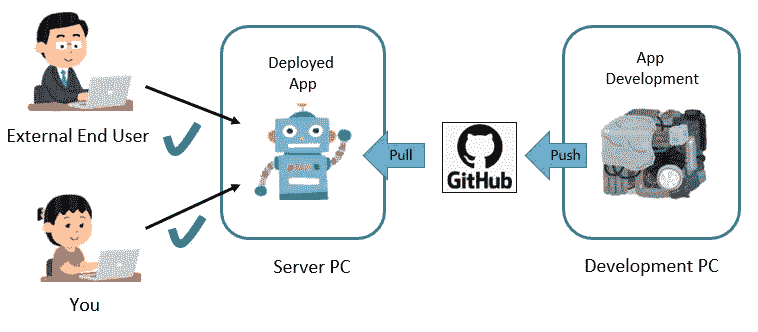 External End User
You
Deployed
App
Server PC
Pull
GitHub
Push
App
Development
Development PC